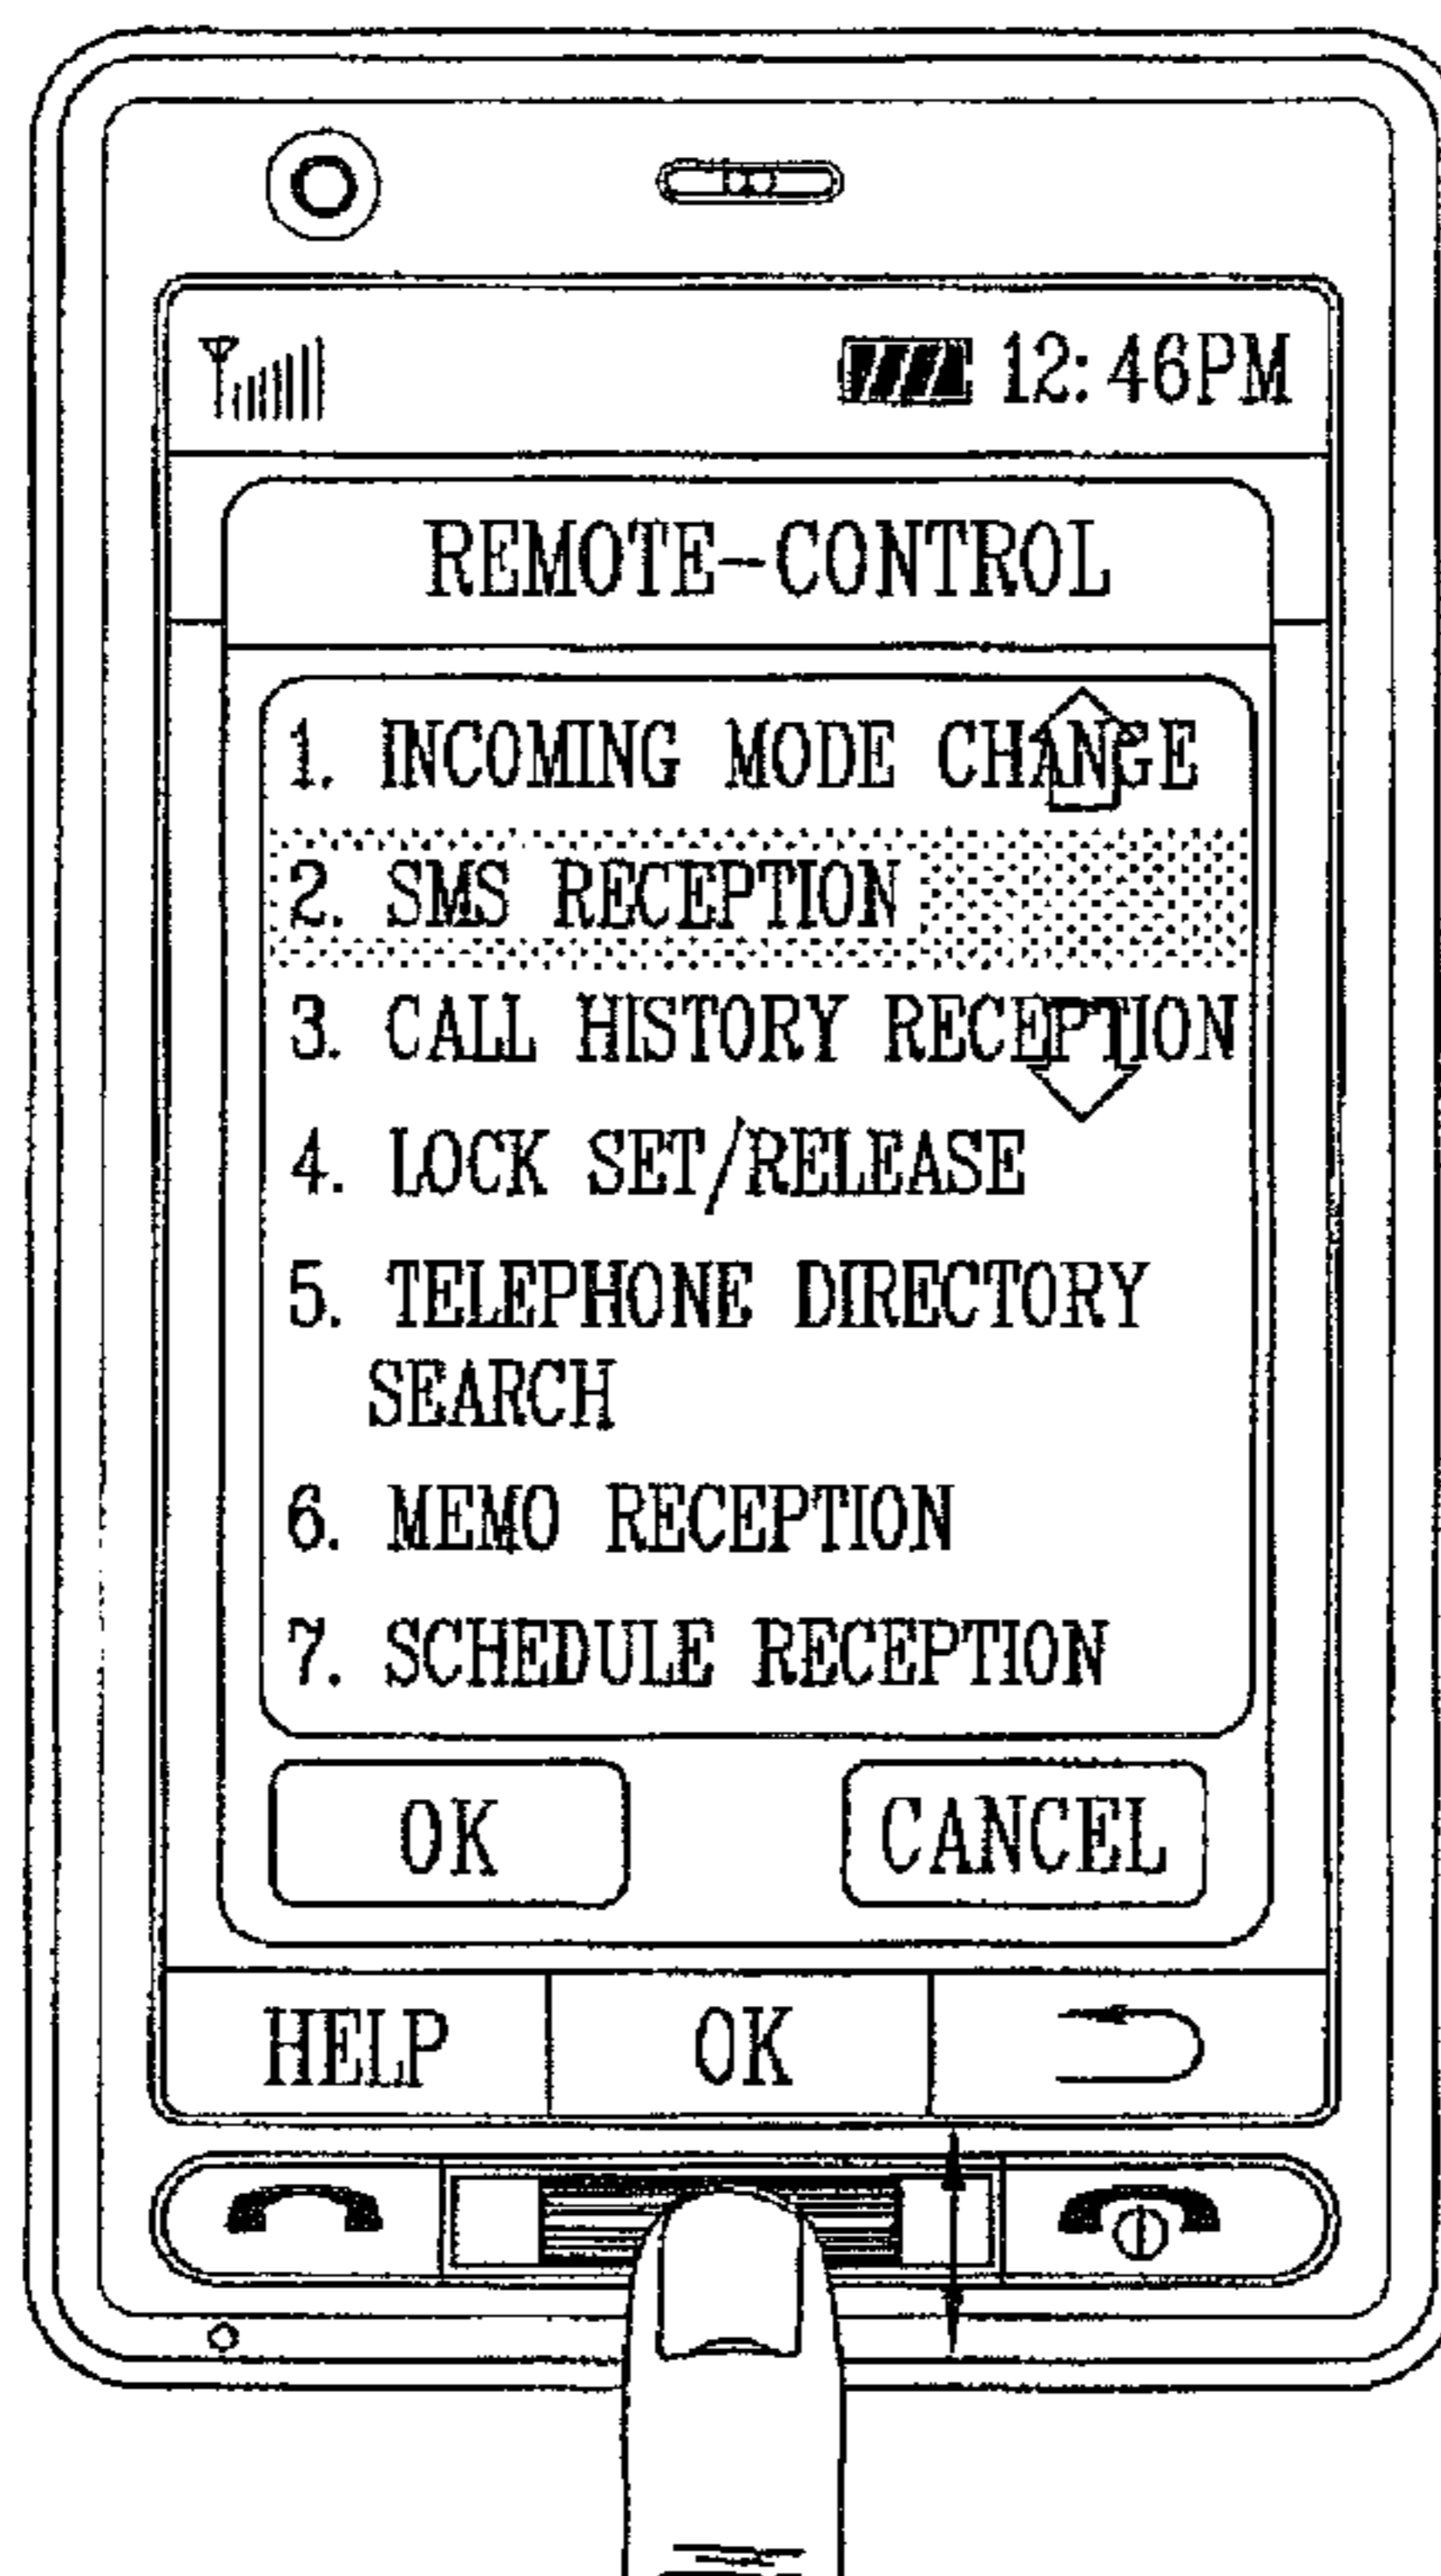 12:46PM
REMOTE-CONTROL
1. INCOMING MODE CHANGE
2. SMS RECEPTION
3. CALL HISTORY RECEPTION
4. LOCK SET/RELEASE
5. TELEPHONE DIRECTORY
SEARCH
6. MEMO RECEPTION
7. SCHEDULE RECEPTION
OK CANCEL
HELP OK